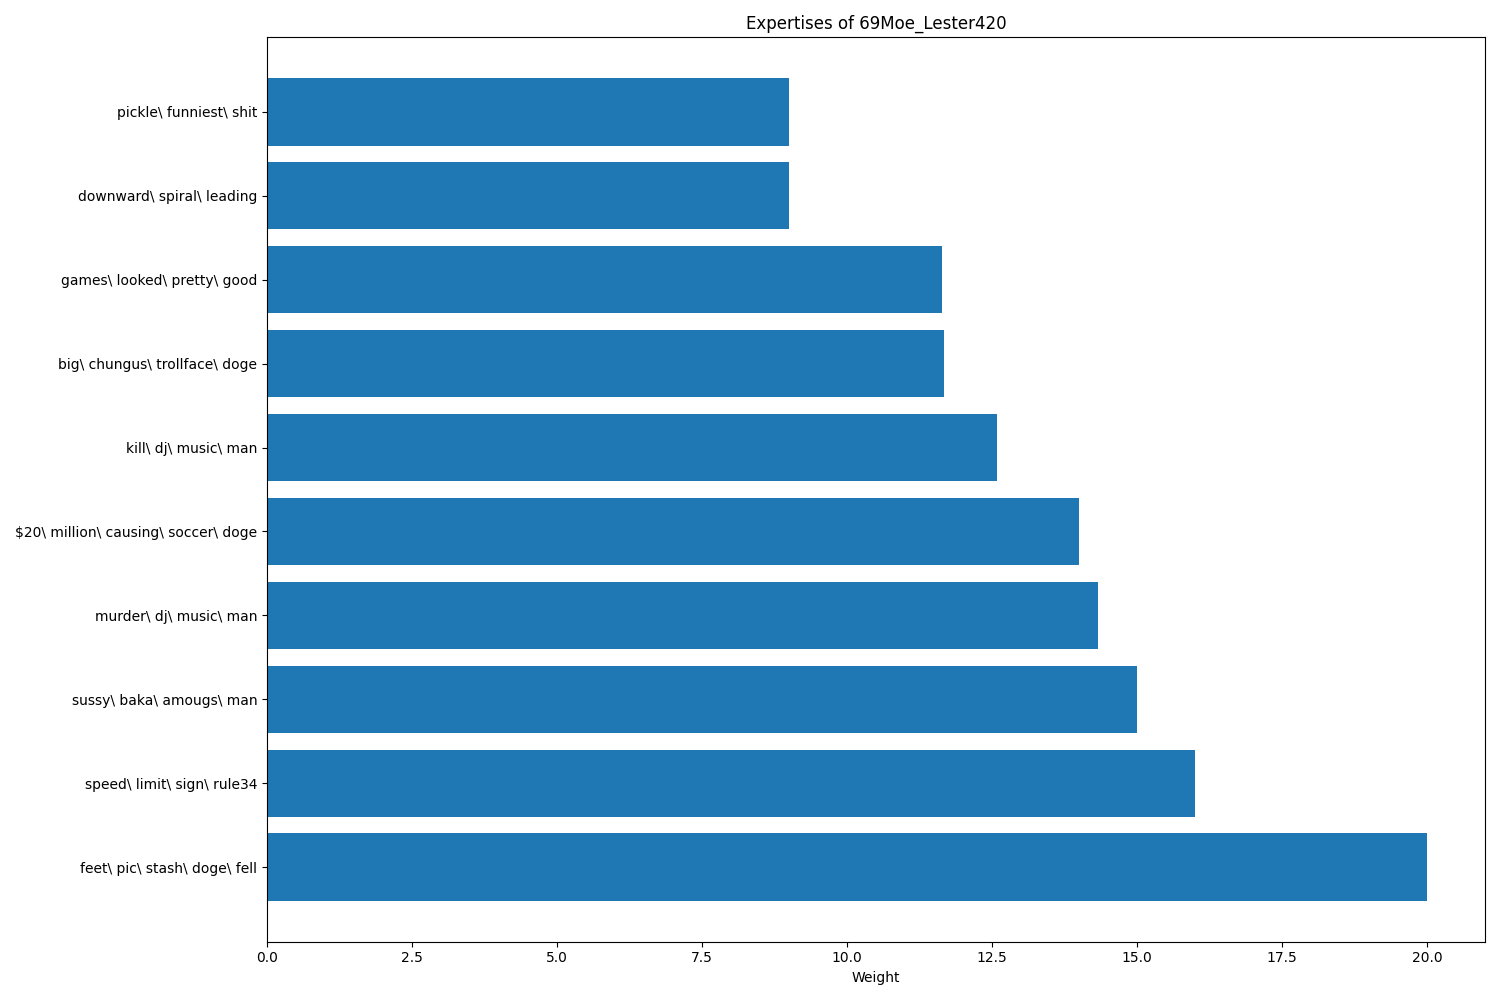 Expertises of 69Moe_Lester420
pickle\ funniest\ shit
downward\ spiral\ leading
games\ looked\ pretty\ good
big\ chungus\ trollface\ doge
kill\ dj\ music\ man
$20\ million\ causing\ soccer\ doge
murder\ dj\ music\ man
sussy\ baka\ amougs\ man
speed\ limit\ sign\ rule34
feet\ pic\ stash\ doge\ fell
0.0 2.5 5.0 7.5 10.0 12.5 15.0 17.5 20.0
Weight